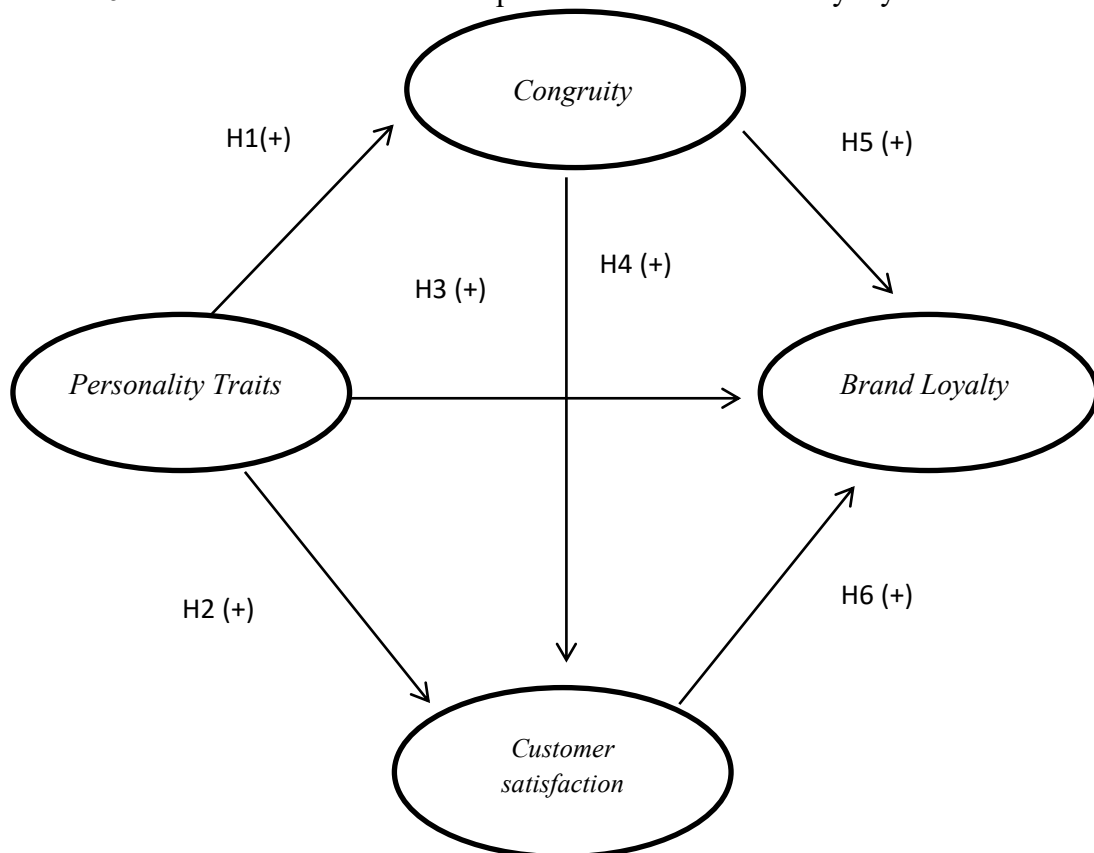 Congruity
H1(+)
H5 (+)
H4 (+)
H3 (+)
Personality Traits
Brand Loyalty
H2 (+)
H6 (+)
Customer
satisfaction